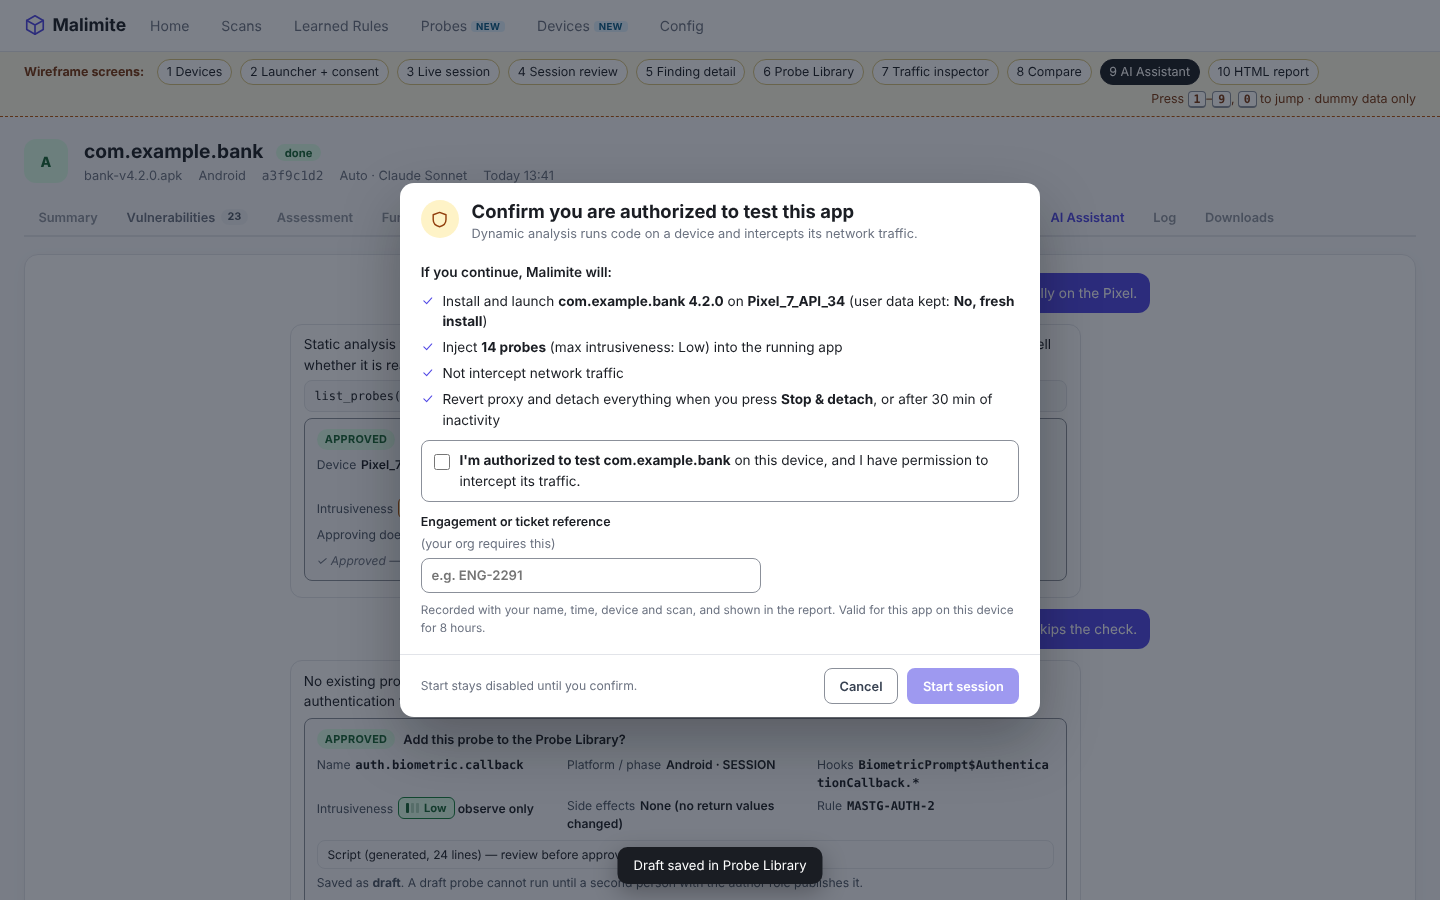 Malimite
Home
Scans
Learned Rules
Probes NEW
Devices NEW
Config
Wireframe screens:
1 Devices
2 Launcher + consent
3 Live session
4 Session review
5 Finding detail
6 Probe Library
7 Traffic inspector
8 Compare
9 AI Assistant
10 HTML report
Press 1–9, 0 to jump · dummy data only
A
com.example.bank done
bank-v4.2.0.apk Android a3f9c1d2 Auto · Claude Sonnet Today 13:41
Summary
Vulnerabilities 23
Assessment
AI Assistant
Log
Downloads
on the Pixel.
Static analysis
whether it is
list_probes(
APPROVED
Device
Intrusiveness
Approving
✓ Approved —
the check.
No existing
authentication
Confirm you are authorized to test this app
Dynamic analysis runs code on a device and intercepts its network traffic.
If you continue, Malimite will:
Install and launch com.example.bank 4.2.0 on Pixel_7_API_34 (user data kept: No, fresh
install)
Inject 14 probes (max intrusiveness: Low) into the running app
Not intercept network traffic
Revert proxy and detach everything when you press Stop & detach, or after 30 min of
inactivity
I'm authorized to test com.example.bank on this device, and I have permission to
intercept its traffic.
Engagement or ticket reference
(your org requires this)
e.g. ENG-2291
Recorded with your name, time, device and scan, and shown in the report. Valid for this app on this device
for 8 hours.
Start stays disabled until you confirm.
Cancel
Start session
APPROVED Add this probe to the Probe Library?
Name auth.biometric.callback
Platform / phase Android · SESSION
Hooks BiometricPrompt$Authentica
tionCallback.*
Intrusiveness Low observe only
Side effects None (no return values
changed)
Rule MASTG-AUTH-2
Script (generated, 24 lines) — review before
Draft saved in Probe Library
Saved as draft. A draft probe cannot run until a second person with the author role publishes it.